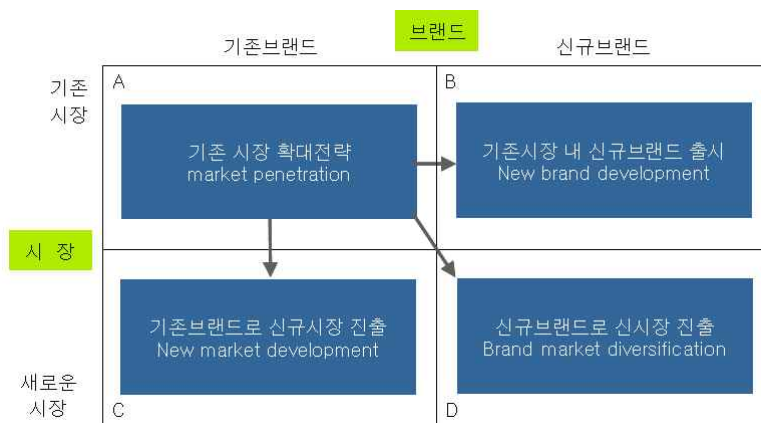 브랜드
기존브랜드
신규브랜드
A
B
기존
시장
기존 시장 확대전략
market penetration
기존시장 내 신규브랜드 출시
New brand development
시 장
기존브랜드로 신규시장 진출
New market development
신규브랜드로 신시장 진출
Brand market diversification
새로운
시장
C
D